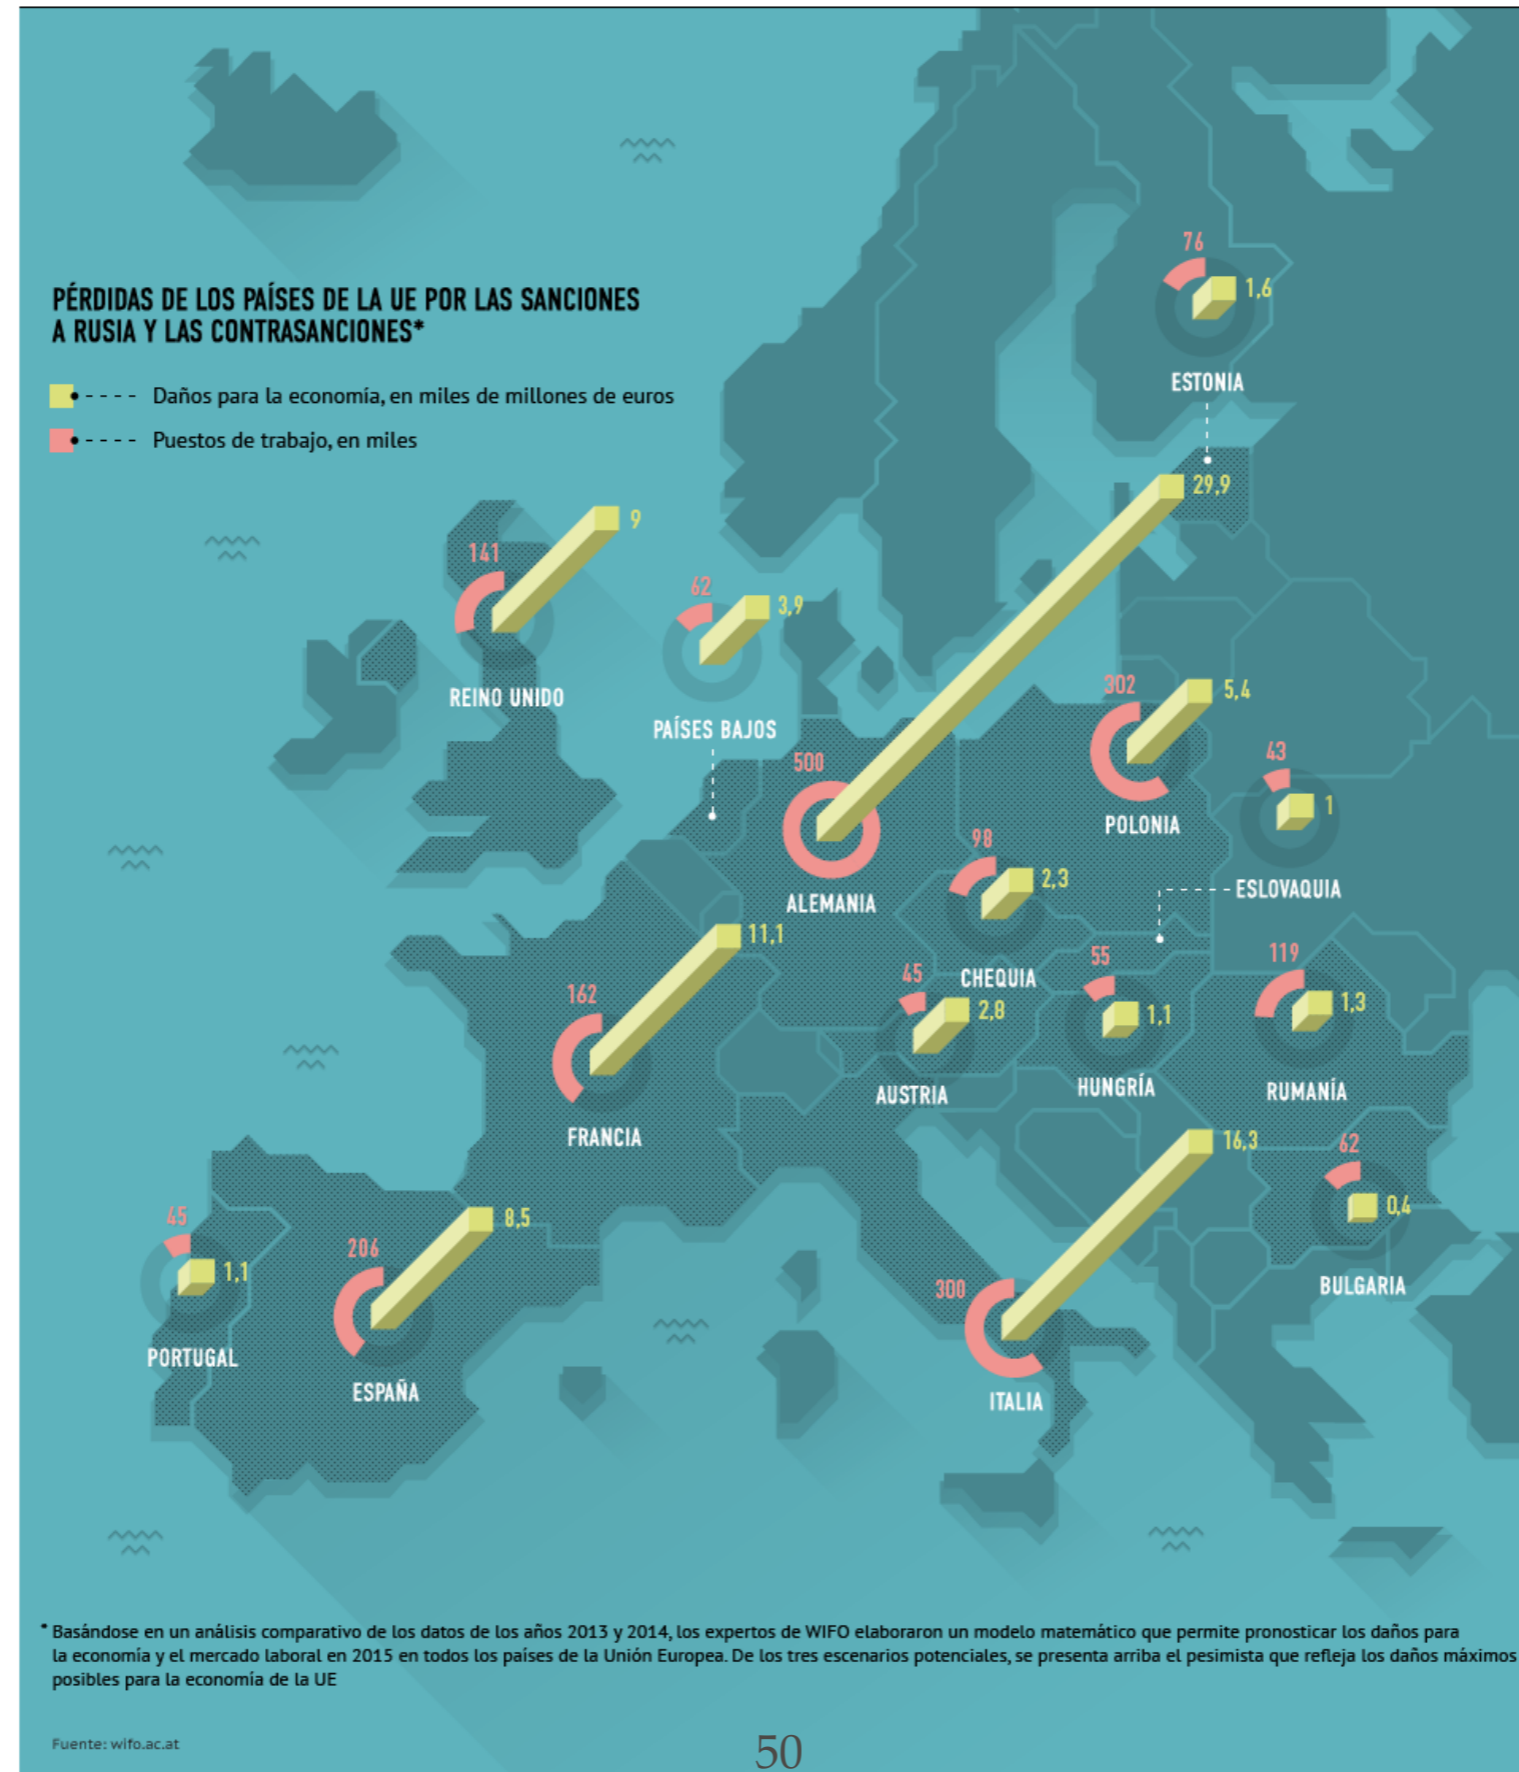 PÉRDIDAS DE LOS PAÍSES DE LA UE POR LAS SANCIONES
A RUSIA Y LAS CONTRASANCIONES*
Daños para la economía, en miles de millones de euros
Puestos de trabajo, en miles
76
1,6
ESTONIA
29,9
9
141
REINO UNIDO
62
3,9
PAÍSES BAJOS
500
ALEMANIA
302
5,4
POLONIA
43
1
ESLOVAQUIA
98
2,3
CHEQUIA
11,1
162
FRANCIA
45
2,8
AUSTRIA
55
1,1
HUNGRÍA
119
1,3
RUMANÍA
16,3
300
ITALIA
62
0,4
BULGARIA
45
1,1
PORTUGAL
206
8,5
ESPAÑA
* Basándose en un análisis comparativo de los datos de los años 2013 y 2014, los expertos de WIFO elaboraron un modelo matemático que permite pronosticar los daños para
la economía y el mercado laboral en 2015 en todos los países de la Unión Europea. De los tres escenarios potenciales, se presenta arriba el pesimista que refleja los daños máximos
posibles para la economía de la UE
Fuente: wifo.ac.at
50